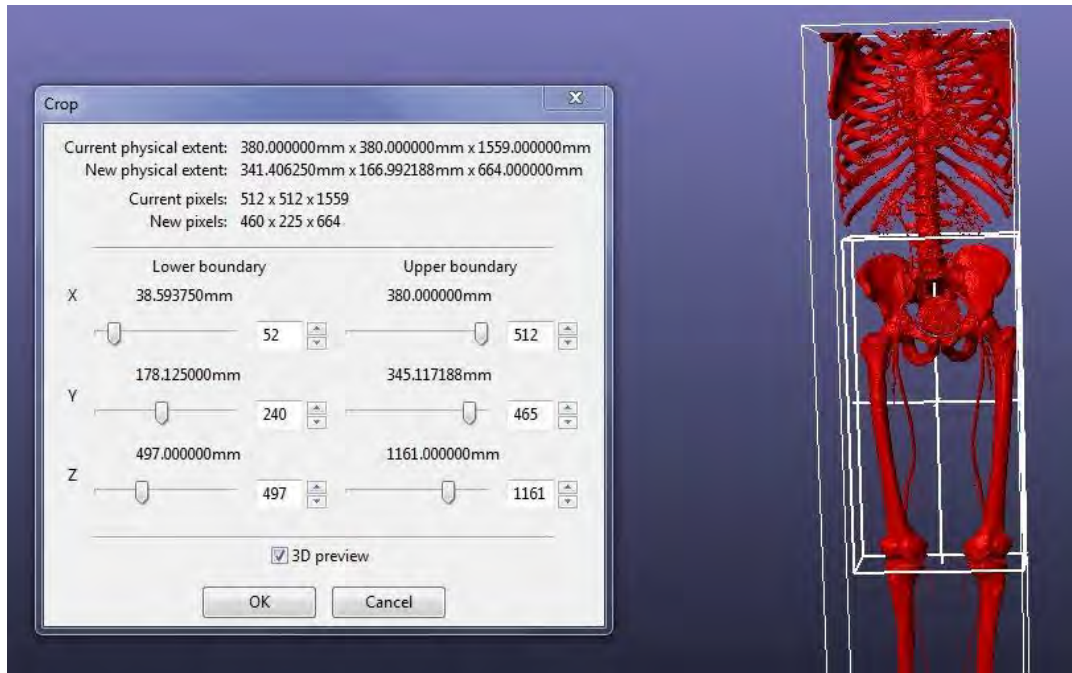 Crop
Current physical extent: 380.000000mm x 380.000000mm x 1559.000000mm
New physical extent: 341.406250mm x 166.992188mm x 664.000000mm
Current pixels: 512 x 512 x 1559
New pixels: 460 x 225 x 664
Lower boundary Upper boundary
X 38.593750mm 380.000000mm
52 512
178.125000mm 345.117188mm
Y
240 465
497.000000mm 1161.000000mm
Z
497 1161
3D preview
OK Cancel